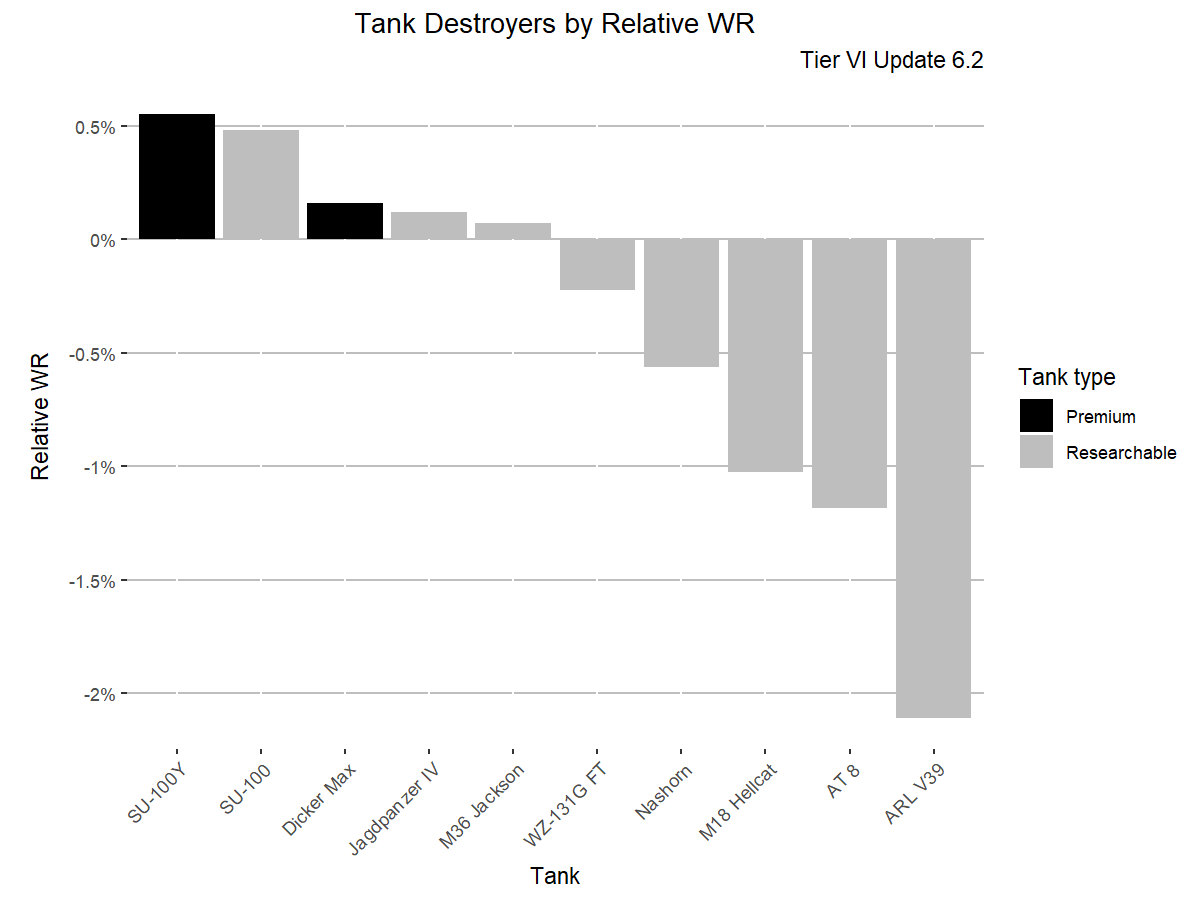 Tank Destroyers by Relative WR
Tier VI Update 6.2
0.5%
0%
-0.5%
-1%
-1.5%
-2%
Relative WR
SU-100Y
SU-100
Dicker Max
Jagdpanzer IV
M36 Jackson
WZ-131G FT
Nashorn
M18 Hellcat
AT 8
ARL V39
Tank
Tank type
Premium
Researchable